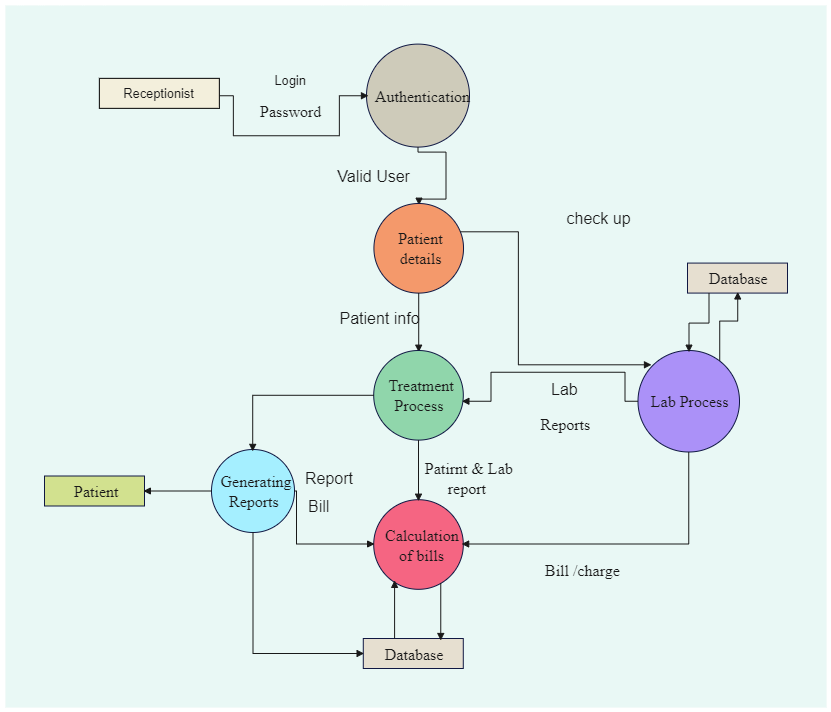 Login
Receptionist
Authentication
Password
Valid User
check up
Patient
details
Database
Patient info
Treatment
Process
Lab
Lab Process
Reports
Patirnt & Lab
report
Report
Generating
Reports
Bill
Patient
Calculation
of bills
Bill /charge
Database